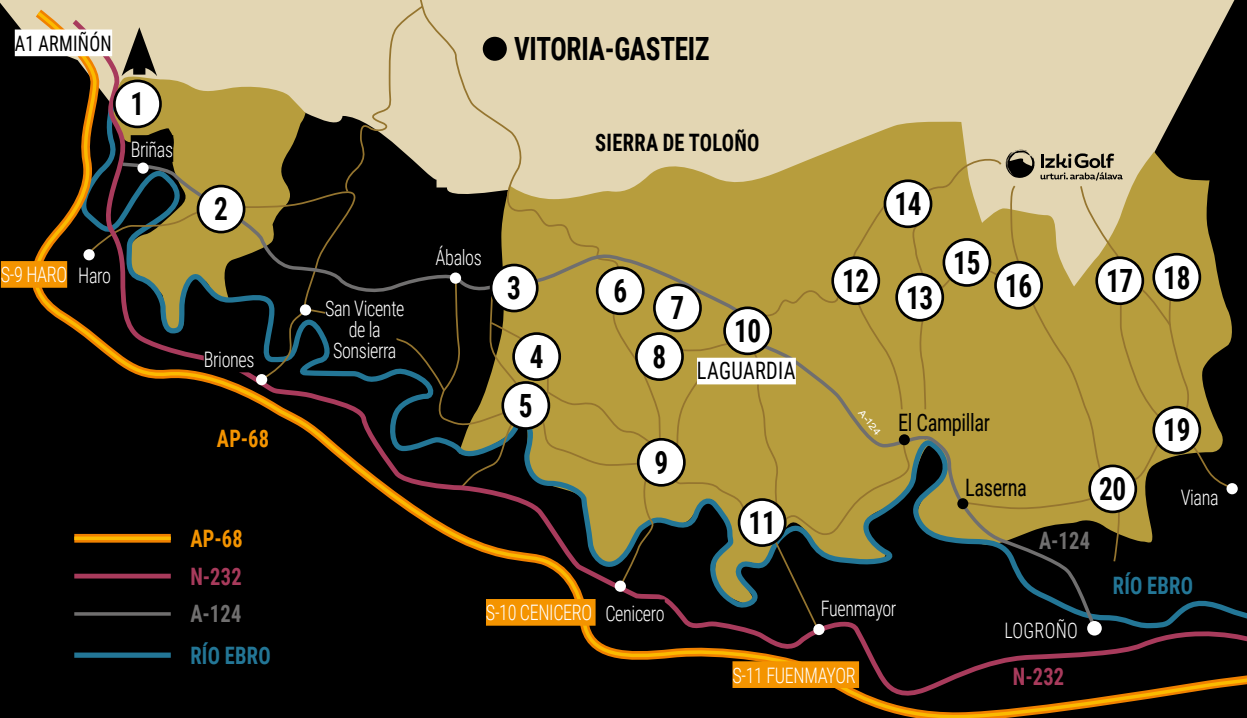 A1 ARMIÑÓN
VITORIA-GASTEIZ
SIERRA DE TOLOÑO
IzkiGolf
urturi. araba/álava
1
Briñas
2
14
S-9 HARO
Haro
Ábalos
3
6
7
12
13
15
16
17
18
San Vicente
de la
Sonsierra
10
4
8
LAGUARDIA
Briones
5
A-124
El Campillar
19
AP-68
9
Laserna
20
Viana
11
AP-68
N-232
A-124
RÍO EBRO
A-124
RÍO EBRO
S-10 CENICERO
Cenicero
Fuenmayor
LOGROÑO
S-11 FUENMAYOR
N-232